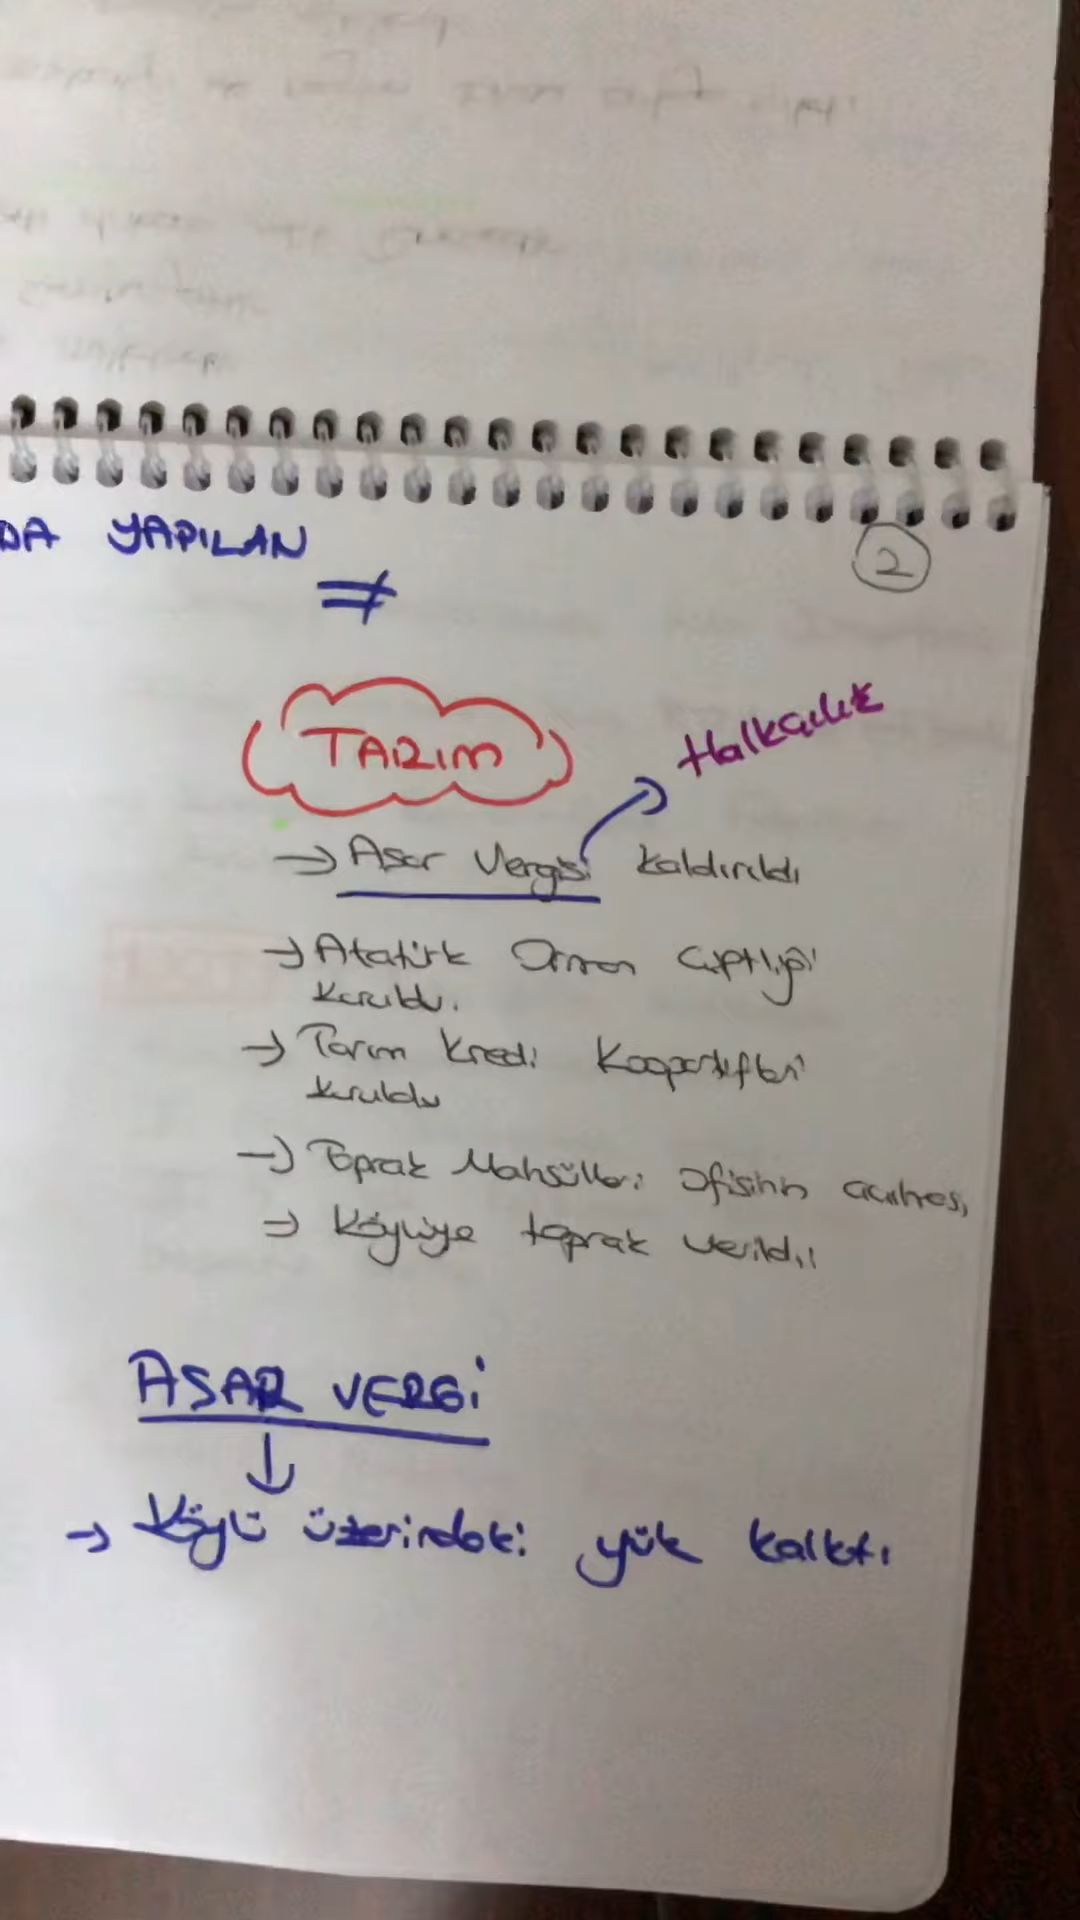 DA YAPILAN
2
TARIM
Halkçılık
→ Aşar Vergisi kaldırıldı
→ Atatürk Orman Çiftliği
kuruldu.
→ Tarım Kredi Kooperatifleri
kuruldu
→ Toprak Mahsülleri Ofisinin açılması
→ Köylüye toprak verildi
ASAR VERGİ
↓
→ Köylü üzerindeki yük kalktı